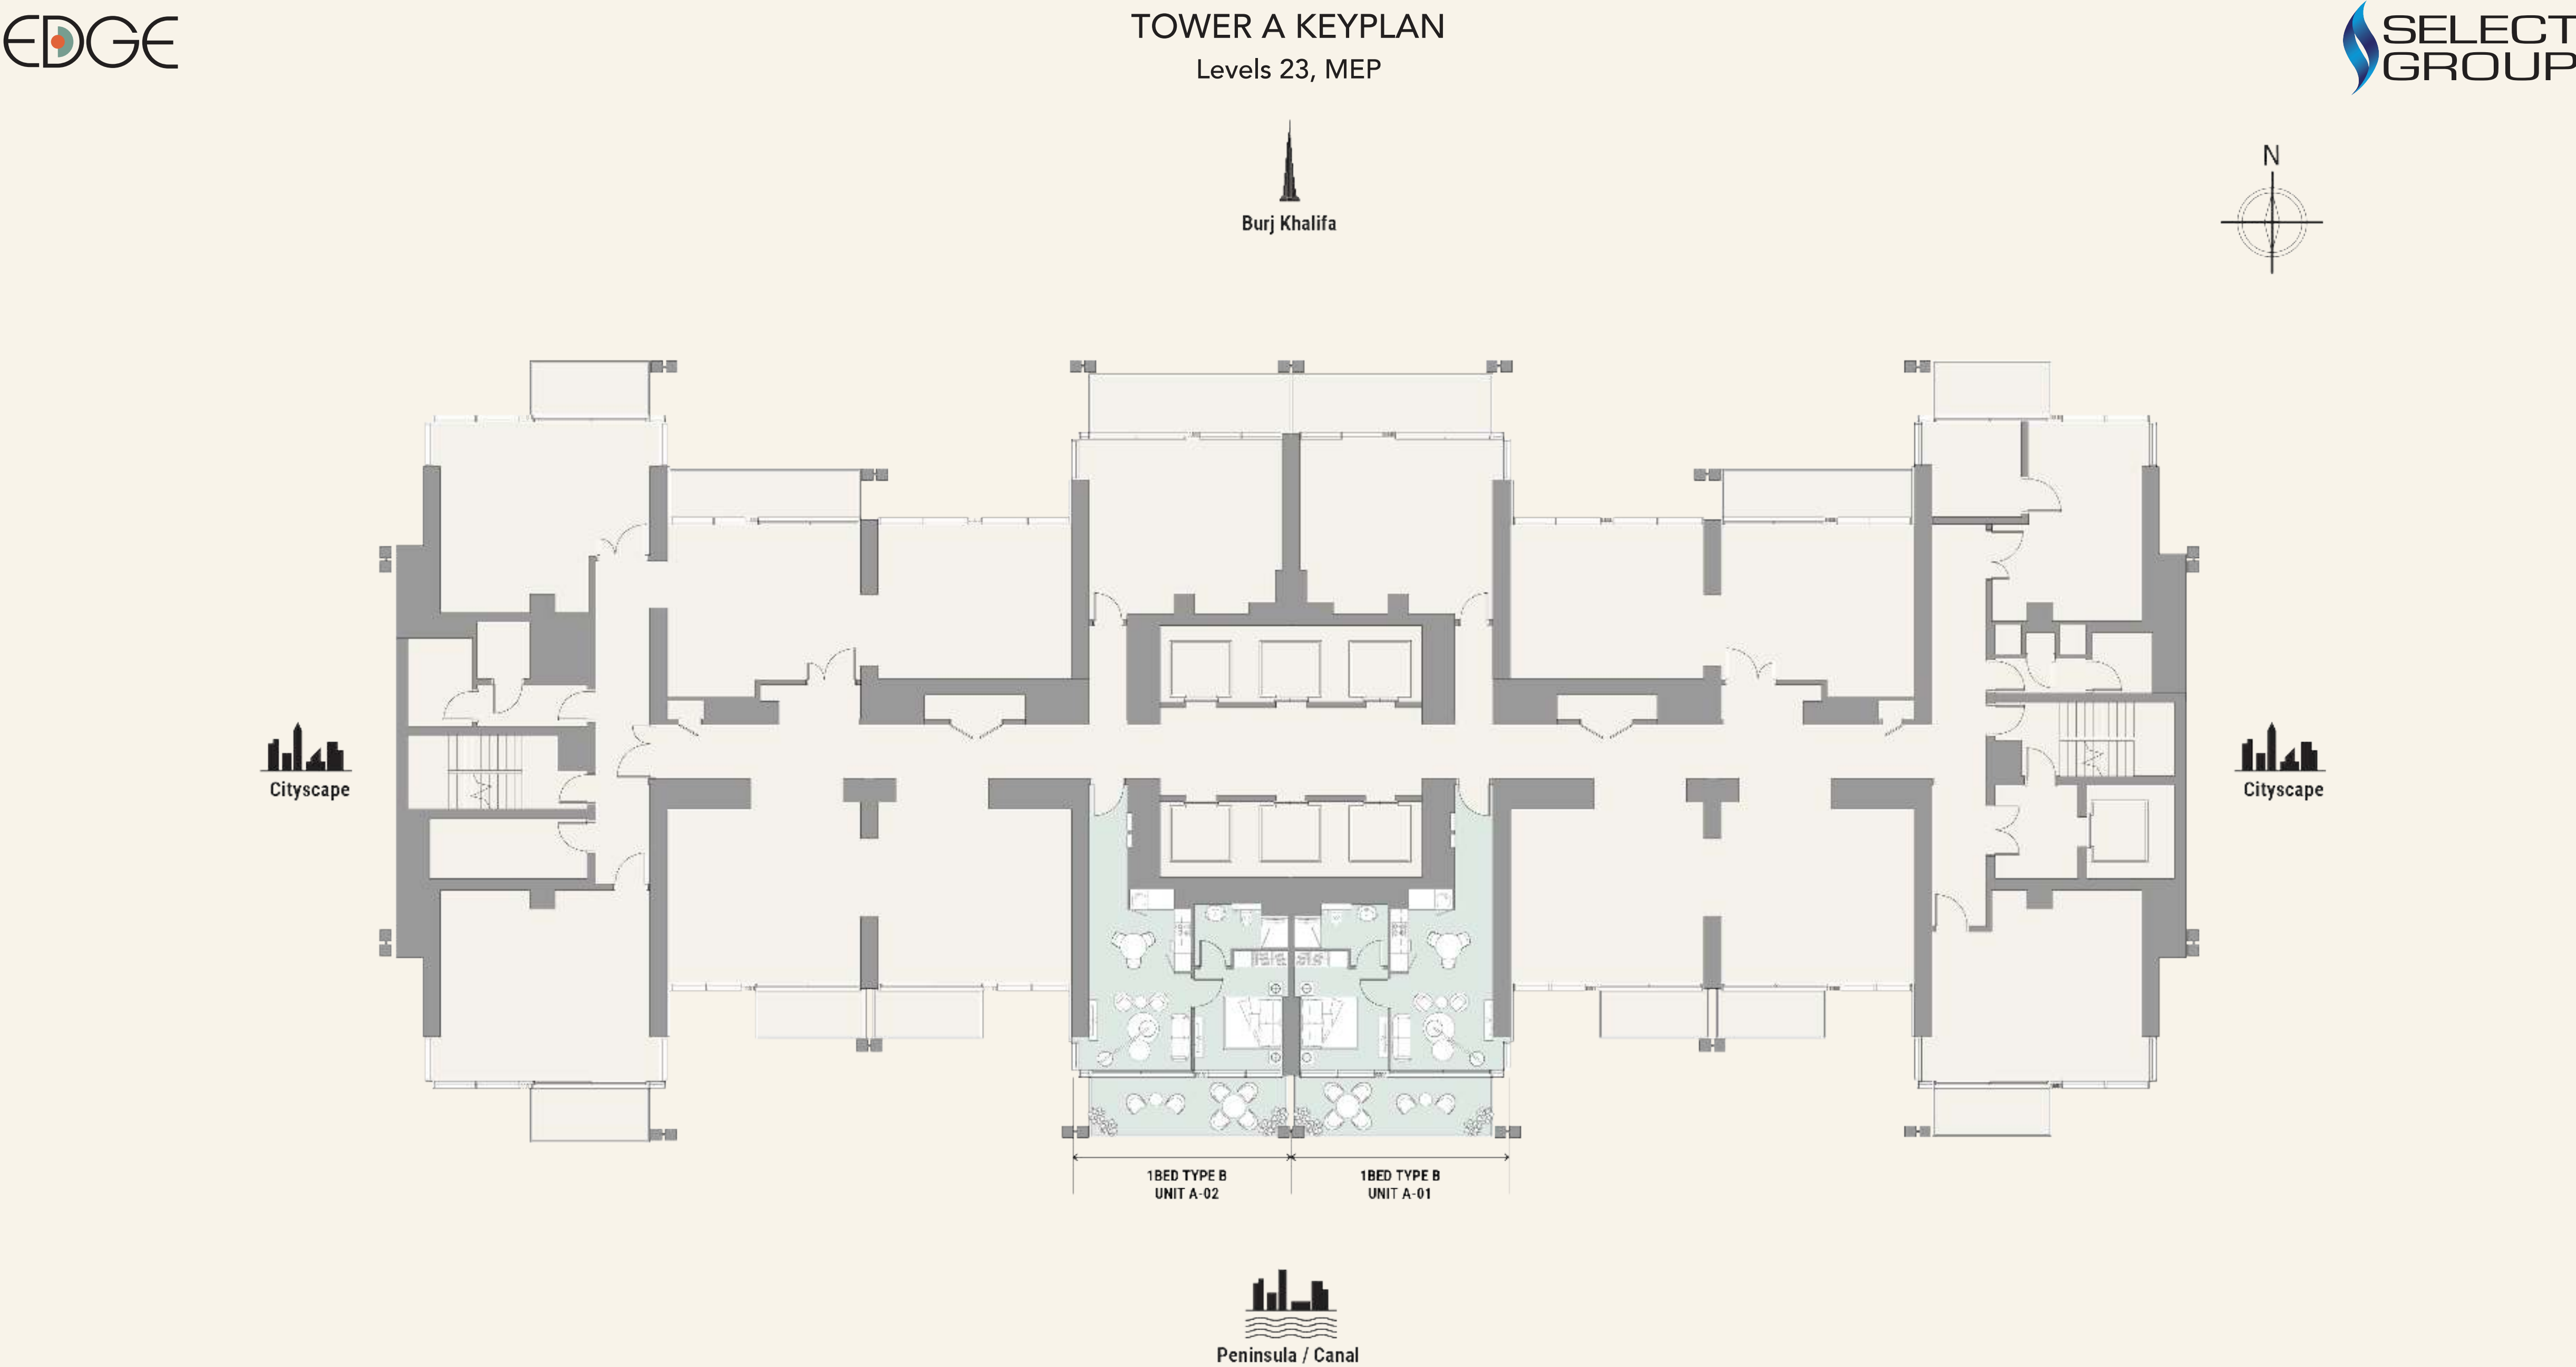 EDGE
TOWER A KEYPLAN
Levels 23, MEP
SELECT
GROUP
N
Burj Khalifa
Cityscape
Cityscape
1BED TYPE B
UNIT A-02
1BED TYPE B
UNIT A-01
Peninsula / Canal